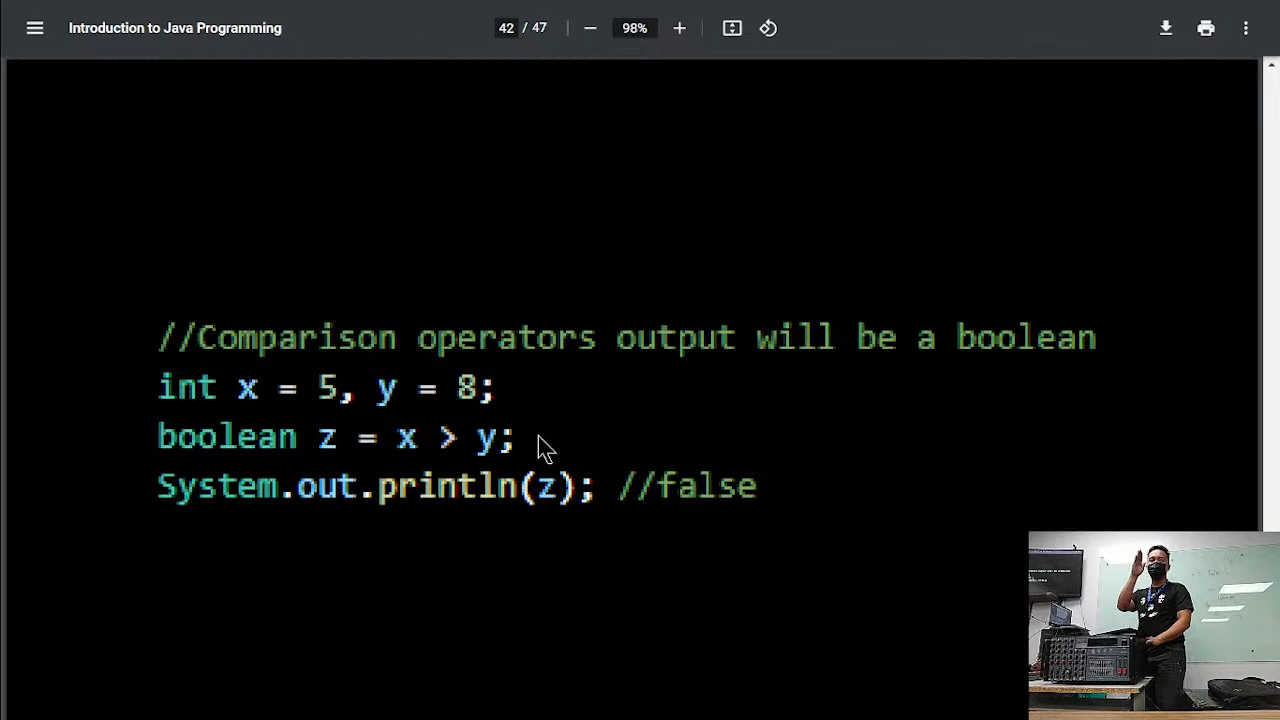 Introduction to Java Programming
42 / 47
98%
//Comparison operators output will be a boolean
int x = 5, y = 8;
boolean z = x > y;
System.out.println(z); //false